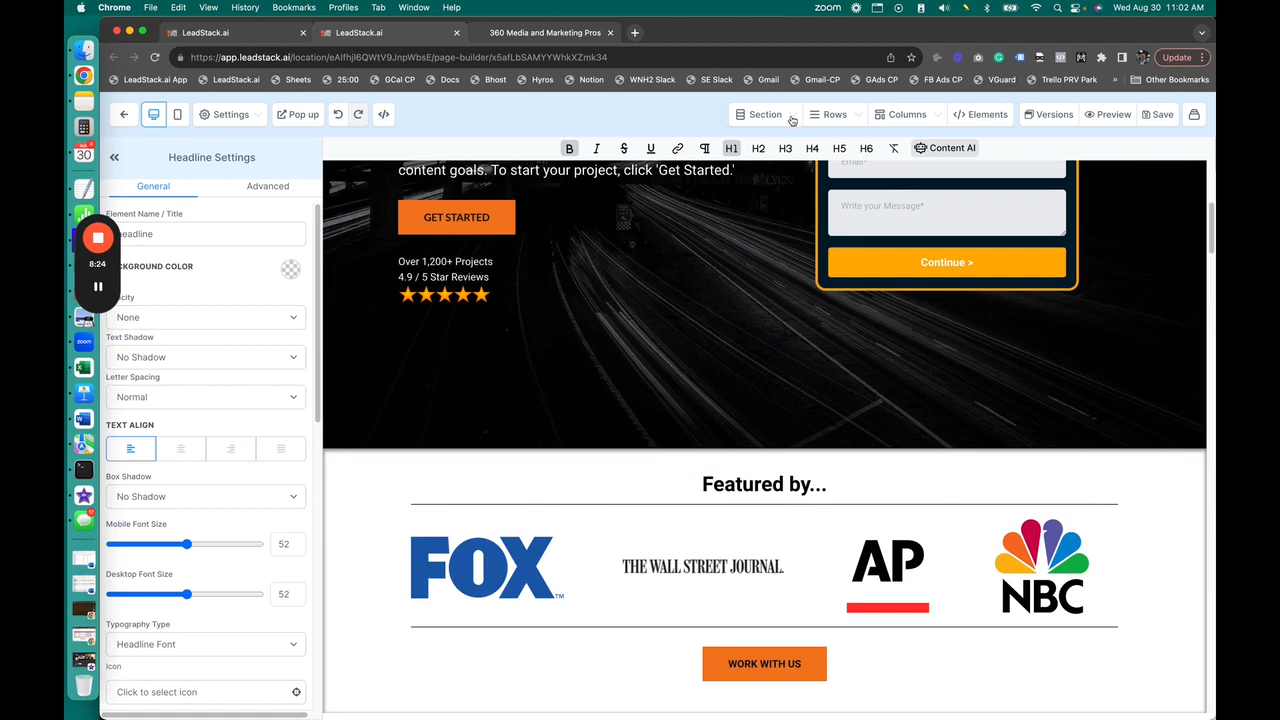 Chrome File Edit View History Bookmarks Profiles Tab Window Help
zoom Wed Aug 30 11:02 AM
LeadStack.ai
LeadStack.ai
360 Media and Marketing Pros
https://app.leadstack.ai/location/eAlfhjl6QWtV9JnpWbsE/page-builder/x5afLbSAMYYWhkXZmk34
Update
LeadStack.ai App LeadStack.ai Sheets 25:00 GCal CP Docs Bhost Hyros Notion WNH2 Slack SE Slack Gmail Gmail-CP GAds CP FB Ads CP VGuard Trello PRV Park » Other Bookmarks
Settings Pop up Section Rows Columns Elements Versions Preview Save
Headline Settings
B I S U H1 H2 H3 H4 H5 H6 Content AI
General Advanced
Element Name / Title
headline
BACKGROUND COLOR
None
Text Shadow
No Shadow
Letter Spacing
Normal
TEXT ALIGN
Box Shadow
No Shadow
Mobile Font Size
52
Desktop Font Size
52
Typography Type
Headline Font
Icon
Click to select icon
8:24
30
zoom
17
content goals. To start your project, click 'Get Started.'
GET STARTED
Over 1,200+ Projects
4.9 / 5 Star Reviews
Email*
Write your Message*
Continue >
Featured by...
FOX™
THE WALL STREET JOURNAL.
AP
NBC
WORK WITH US